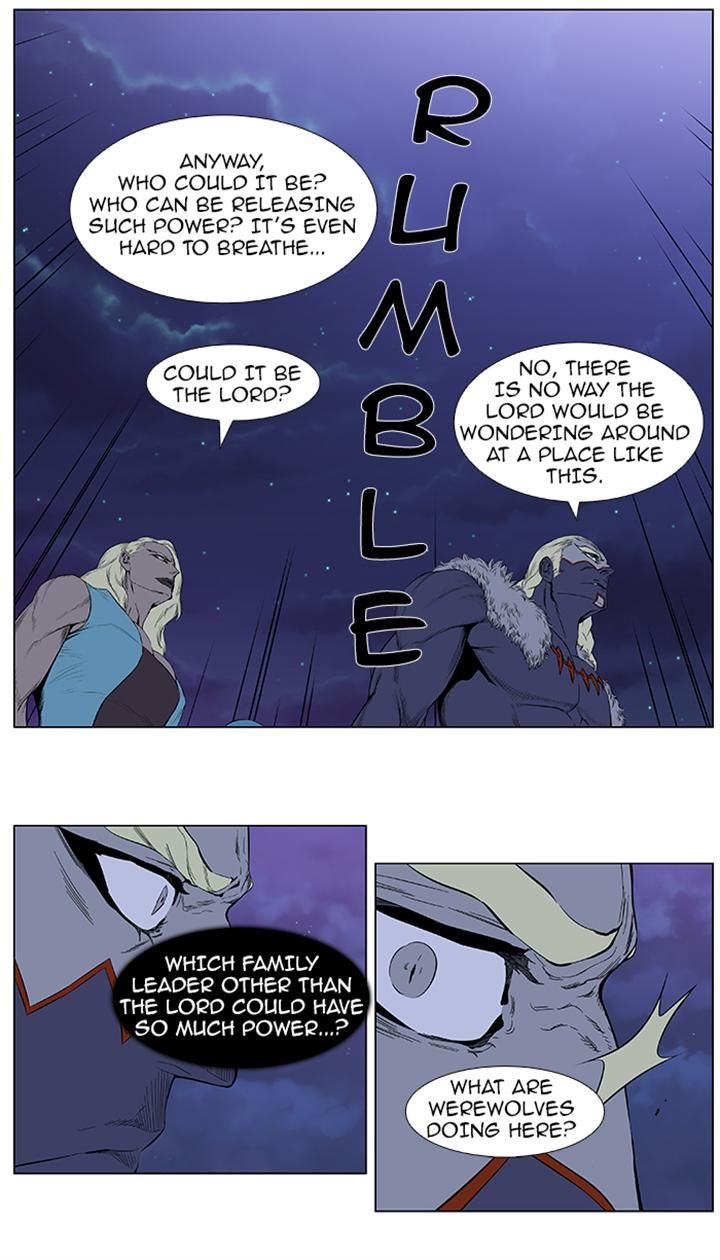 ANYWAY,
WHO COULD IT BE?
WHO CAN BE RELEASING
SUCH POWER? IT'S EVEN
HARD TO BREATHE...
RUMBLE
COULD IT BE
THE LORD?
NO, THERE
IS NO WAY THE
LORD WOULD BE
WONDERING AROUND
AT A PLACE LIKE
THIS.
WHICH FAMILY
LEADER OTHER THAN
THE LORD COULD HAVE
SO MUCH POWER...?
WHAT ARE
WEREWOLVES
DOING HERE?